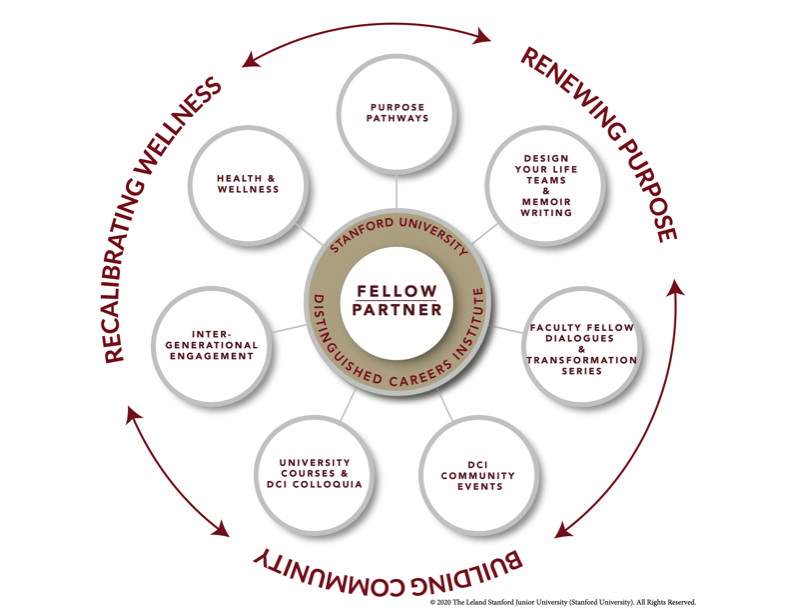 RENEWING PURPOSE
RECALIBRATING WELLNESS
PURPOSE
PATHWAYS
HEALTH &
WELLNESS
DESIGN
YOUR LIFE
TEAMS
&
MEMOIR
WRITING
STANFORD UNIVERSITY
FELLOW
PARTNER
DISTINGUISHED CAREERS INSTITUTE
INTER-
GENERATIONAL
ENGAGEMENT
FACULTY FELLOW
DIALOGUES
&
TRANSFORMATION
SERIES
UNIVERSITY
COURSES &
DCI COLLOQUIA
DCI
COMMUNITY
EVENTS
BUILDING COMMUNITY
© 2020 The Leland Stanford Junior University (Stanford University). All Rights Reserved.